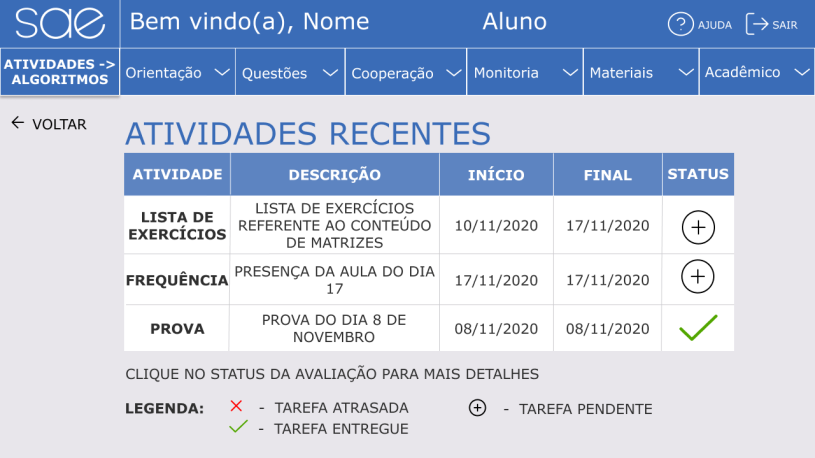 sae
Bem vindo(a), Nome
Aluno
? AJUDA
SAIR
ATIVIDADES ->
ALGORITMOS
Orientação
Questões
Cooperação
Monitoria
Materiais
Acadêmico
VOLTAR
ATIVIDADES RECENTES
ATIVIDADE DESCRIÇÃO INÍCIO FINAL STATUS
LISTA DE
EXERCÍCIOS
LISTA DE EXERCÍCIOS
REFERENTE AO CONTEÚDO
DE MATRIZES
10/11/2020
17/11/2020
FREQUÊNCIA
PRESENÇA DA AULA DO DIA
17
17/11/2020
17/11/2020
PROVA
PROVA DO DIA 8 DE
NOVEMBRO
08/11/2020
08/11/2020
CLIQUE NO STATUS DA AVALIAÇÃO PARA MAIS DETALHES
LEGENDA:
- TAREFA ATRASADA
- TAREFA PENDENTE
- TAREFA ENTREGUE